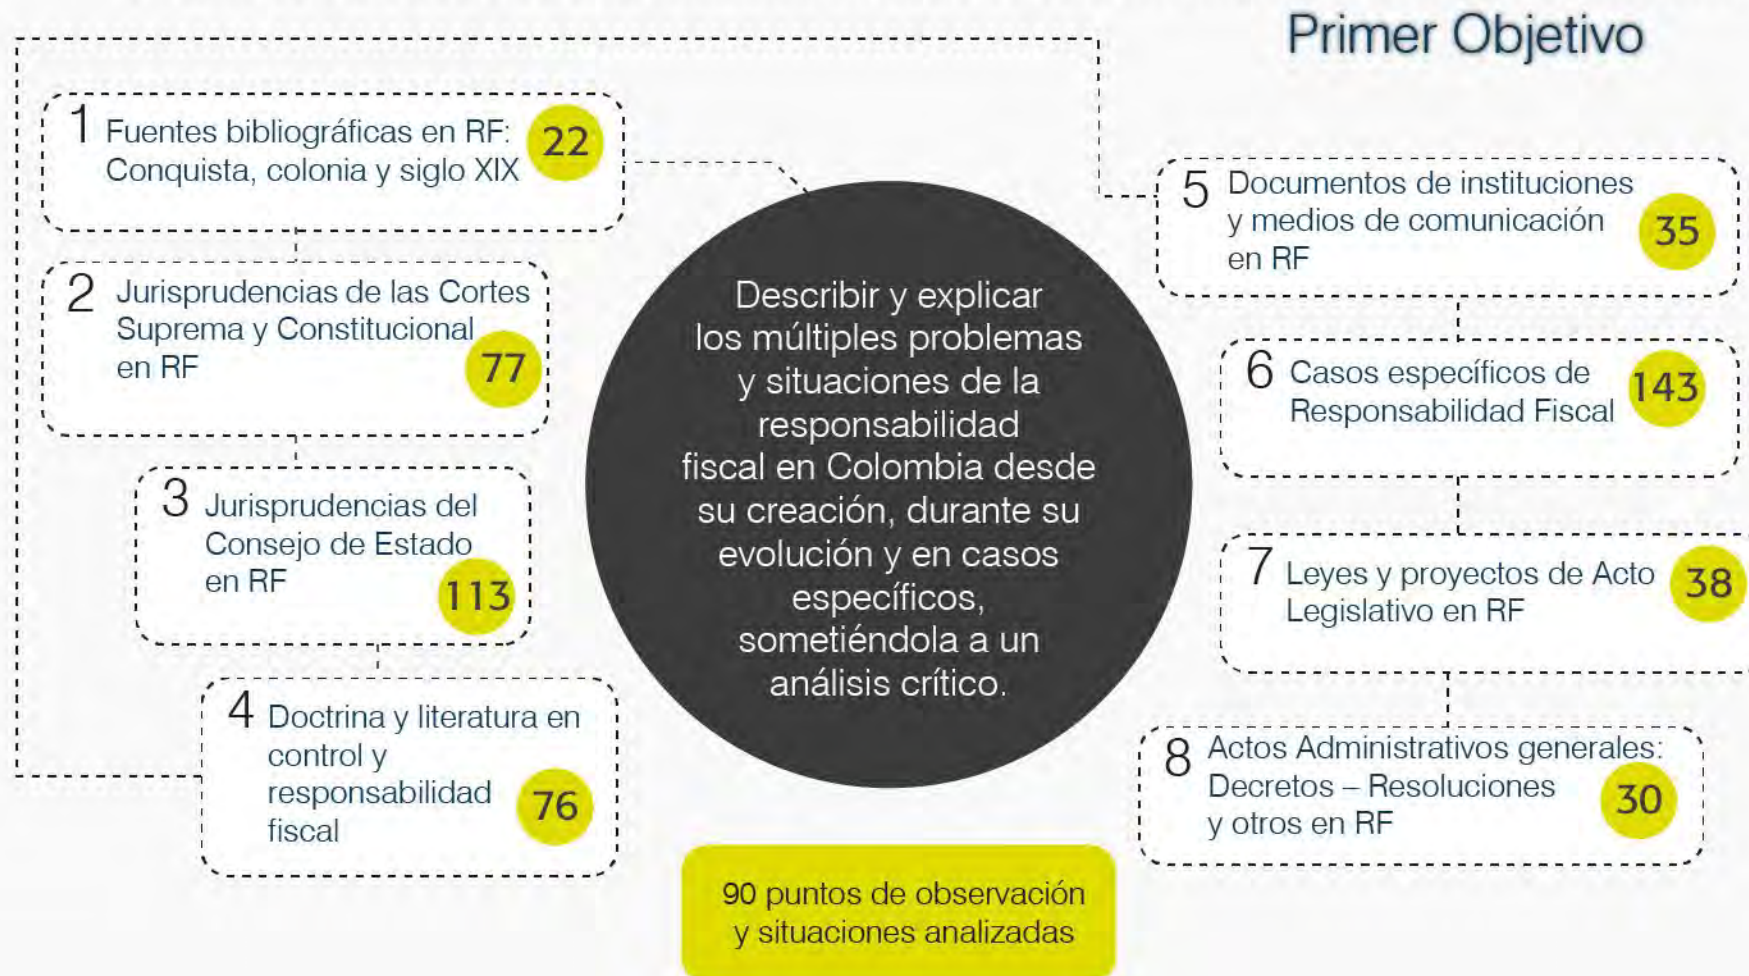 Primer Objetivo
1 Fuentes bibliográficas en RF:
Conquista, colonia y siglo XIX
22
2 Jurisprudencias de las Cortes
Suprema y Constitucional
en RF
77
3 Jurisprudencias del
Consejo de Estado
en RF
113
4 Doctrina y literatura en
control y
responsabilidad
fiscal
76
Describir y explicar
los múltiples problemas
y situaciones de la
responsabilidad
fiscal en Colombia desde
su creación, durante su
evolución y en casos
específicos,
sometiéndola a un
análisis crítico.
90 puntos de observación
y situaciones analizadas
5 Documentos de instituciones
y medios de comunicación
en RF
35
6 Casos específicos de
Responsabilidad Fiscal
143
7 Leyes y proyectos de Acto
Legislativo en RF
38
8 Actos Administrativos generales:
Decretos – Resoluciones
y otros en RF
30